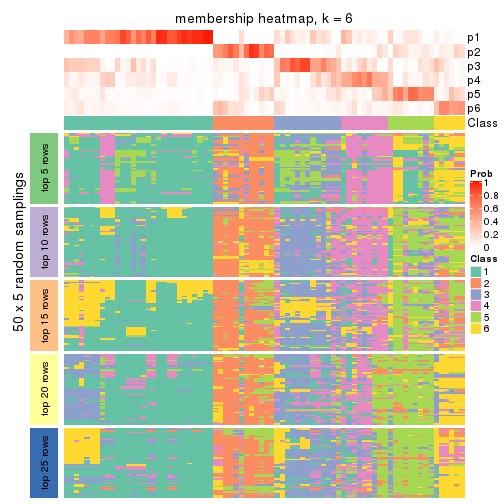 membership heatmap, k = 6
p1
p2
p3
p4
p5
p6
Class
50 x 5 random samplings
top 5 rows
top 10 rows
top 15 rows
top 20 rows
top 25 rows
Prob
1
0.8
0.6
0.4
0.2
0
Class
1
2
3
4
5
6